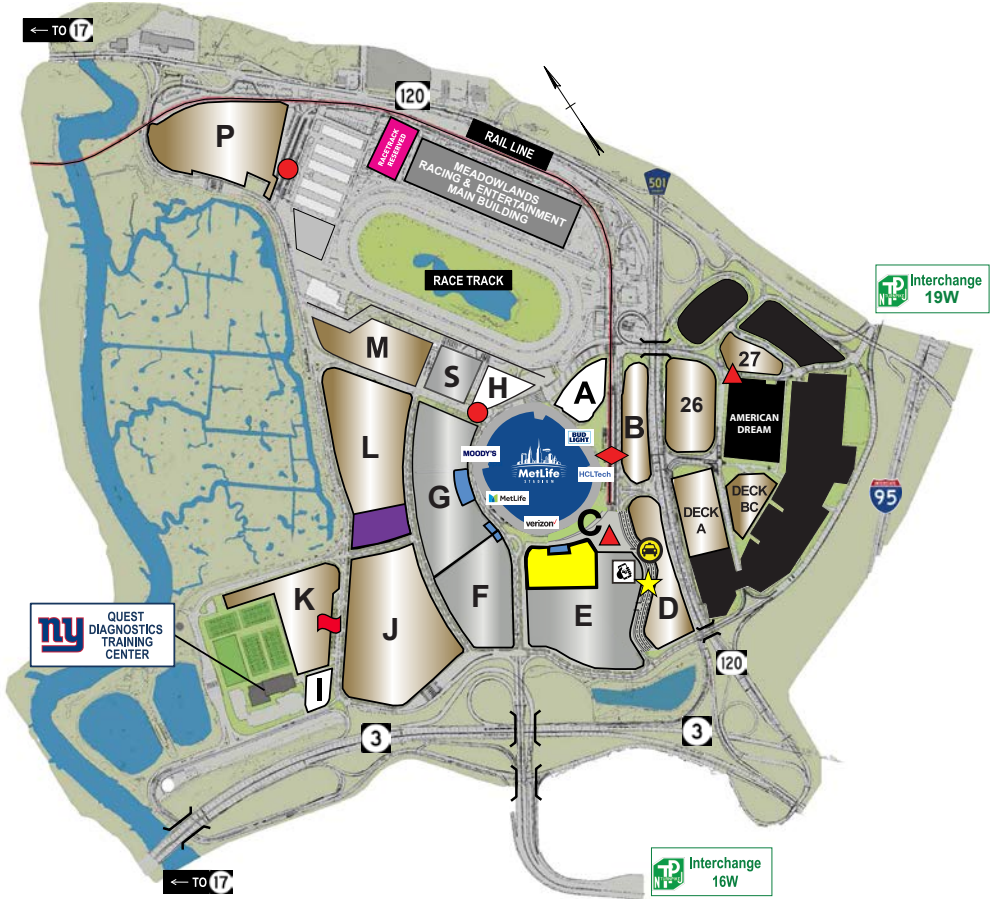 ← TO 17
120
P
RACETRACK
RESERVED
RAIL LINE
MEADOWLANDS
RACING & ENTERTAINMENT
MAIN BUILDING
501
RACE TRACK
Interchange
19W
M
S
H
A
27
B
26
AMERICAN
DREAM
L
BUD
LIGHT
MOODY'S
MetLife
STADIUM
HCLTech
G
MetLife
verizon
C
DECK
A
DECK
BC
95
F
E
D
K
J
I
ny
QUEST
DIAGNOSTICS
TRAINING
CENTER
120
3
3
← TO 17
Interchange
16W